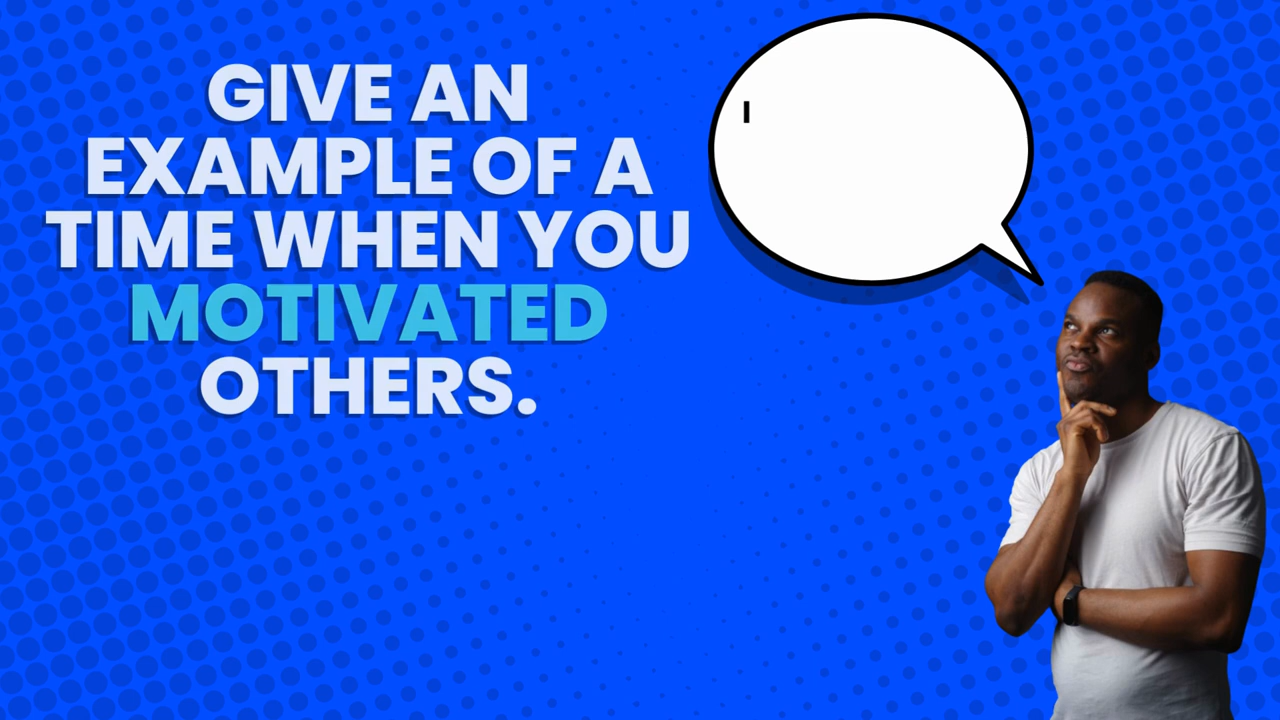 GIVE AN
EXAMPLE OF A
TIME WHEN YOU
MOTIVATED
OTHERS.
I